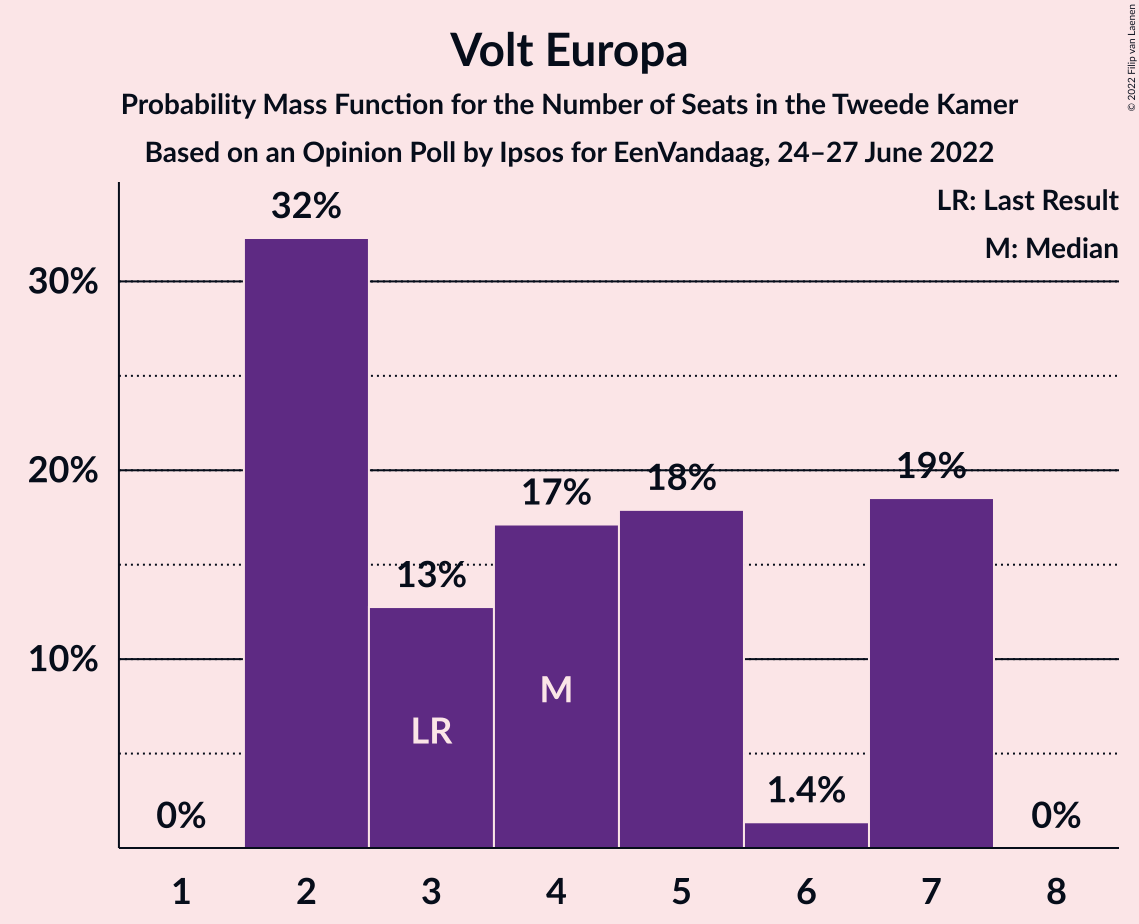 Volt Europa
Probability Mass Function for the Number of Seats in the Tweede Kamer
Based on an Opinion Poll by Ipsos for EenVandaag, 24–27 June 2022
© 2022 Filip van Laenen
LR: Last Result
M: Median
30%
20%
10%
0%
32%
13%
17%
18%
1.4%
19%
0%
LR
M
1
2
3
4
5
6
7
8